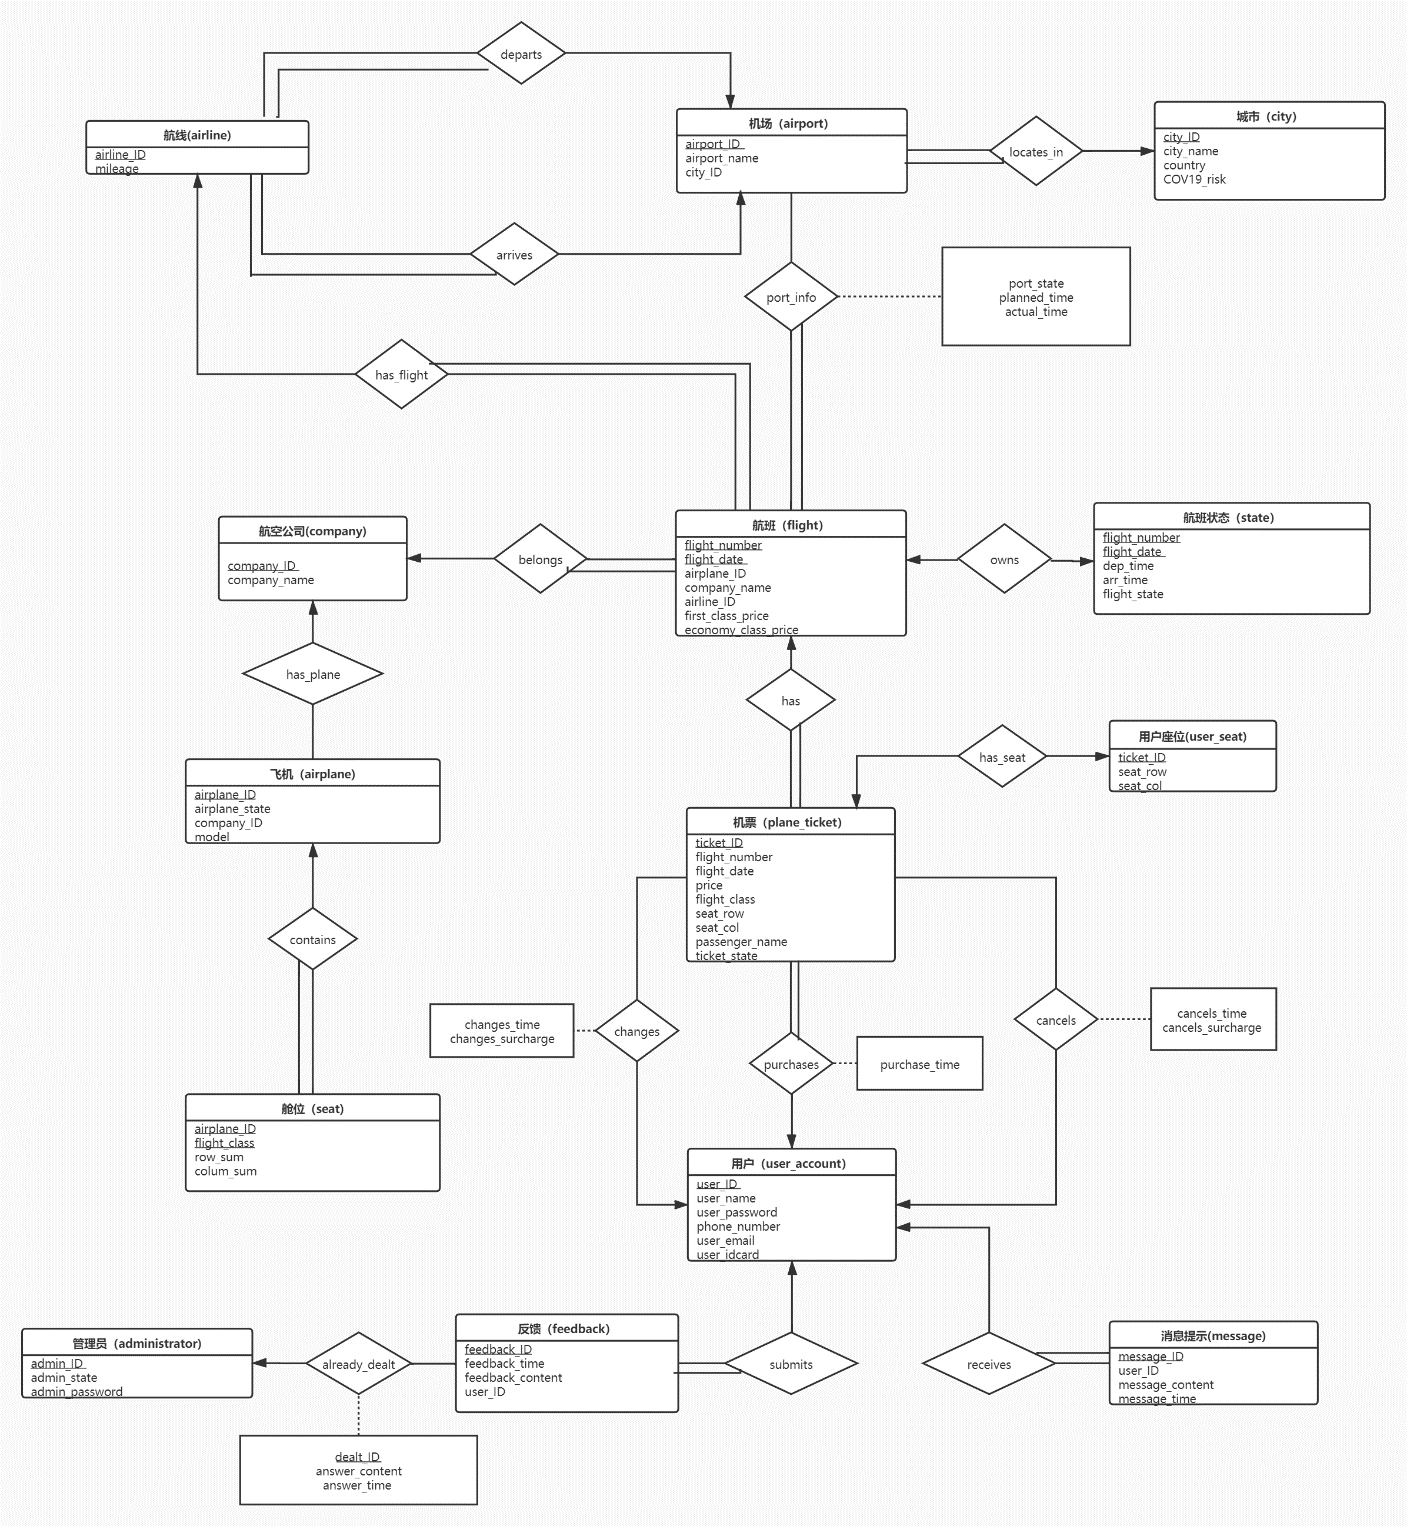 departs
航线(airline)
airline_ID
mileage
机场（airport）
airport_ID
airport_name
city_ID
locates_in
城市（city）
city_ID
city_name
country
COV19_risk
arrives
port_info
port_state
planned_time
actual_time
has_flight
航空公司(company)
company_ID
company_name
belongs
航班（flight）
flight_number
flight_date
airplane_ID
company_name
airline_ID
first_class_price
economy_class_price
owns
航班状态（state）
flight_number
flight_date
dep_time
arr_time
flight_state
has_plane
has
飞机（airplane）
airplane_ID
airplane_state
company_ID
model
has_seat
用户座位(user_seat)
ticket_ID
seat_row
seat_col
机票（plane_ticket）
ticket_ID
flight_number
flight_date
price
flight_class
seat_row
seat_col
passenger_name
ticket_state
contains
changes_time
changes_surcharge
changes
purchases
purchase_time
cancels
cancels_time
cancels_surcharge
舱位（seat）
airplane_ID
flight_class
row_sum
colum_sum
用户（user_account）
user_ID
user_name
user_password
phone_number
user_email
user_idcard
管理员（administrator）
admin_ID
admin_state
admin_password
already_dealt
反馈（feedback）
feedback_ID
feedback_time
feedback_content
user_ID
submits
receives
消息提示(message)
message_ID
user_ID
message_content
message_time
dealt_ID
answer_content
answer_time